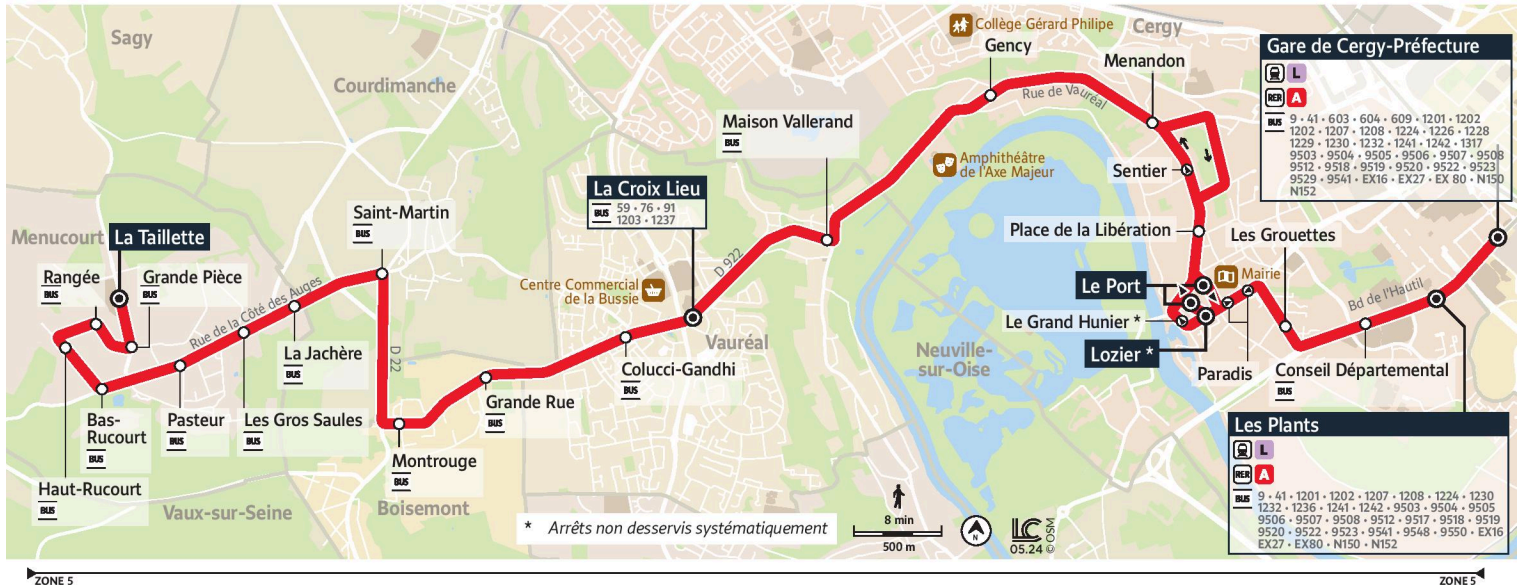 Sagy
Courdimanche
Collège Gérard Philipe
Gency
Cergy
Menandon
Rue de Vauréal
Gare de Cergy-Préfecture
L
RER A
BUS 9 • 41 • 603 • 604 • 609 • 1201 • 1202
1202 • 1207 • 1208 • 1224 • 1226 • 1228
1229 • 1230 • 1232 • 1241 • 1242 • 1317
9503 • 9504 • 9505 • 9506 • 9507 • 9508
9512 • 9518 • 9519 • 9520 • 9522 • 9523
9529 • 9541 • EX16 • EX27 • EX 80 • N150
N152
Maison Vallerand
BUS
Amphithéâtre
de l'Axe Majeur
Sentier
La Croix Lieu
BUS 59 • 76 • 91
1203 • 1237
Saint-Martin
BUS
Menucourt
La Taillette
Rangée
BUS
Grande Pièce
BUS
Place de la Libération
Les Grouettes
D 922
Centre Commercial
de la Bussie
Mairie
Le Port
Bd de l'Hautil
Rue de la Côté des Auges
Le Grand Hunier *
Lozier *
La Jachère
BUS
D 22
Vauréal
Neuville-
sur-Oise
Colucci-Gandhi
BUS
Paradis
Conseil Départemental
BUS
Grande Rue
BUS
Bas-
Rucourt
BUS
Pasteur
BUS
Les Gros Saules
BUS
Montrouge
BUS
Haut-Rucourt
BUS
Vaux-sur-Seine
Boisemont
Les Plants
L
RER A
BUS 9 • 41 • 1201 • 1202 • 1207 • 1208 • 1224 • 1230
1232 • 1236 • 1241 • 1242 • 9503 • 9504 • 9505
9506 • 9507 • 9508 • 9512 • 9517 • 9518 • 9519
9520 • 9522 • 9523 • 9541 • 9548 • 9550 • EX16
EX27 • EX80 • N150 • N152
* Arrêts non desservis systématiquement
8 min
500 m
N
LC
05.24
© OSM
ZONE 5
ZONE 5